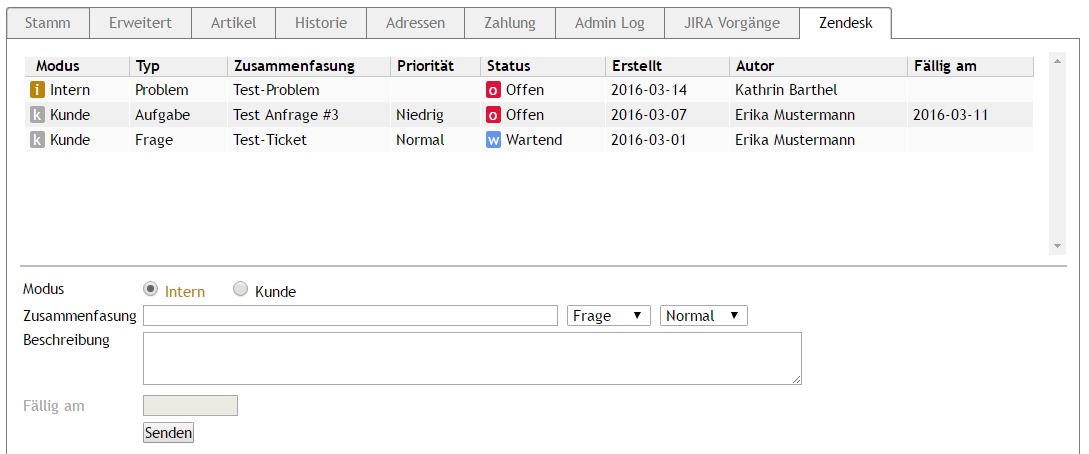 Stamm Erweitert Artikel Historie Adressen Zahlung Admin Log JIRA Vorgänge Zendesk
Modus Typ Zusammenfasung Priorität Status Erstellt Autor Fällig am
i Intern Problem Test-Problem o Offen 2016-03-14 Kathrin Barthel
k Kunde Aufgabe Test Anfrage #3 Niedrig o Offen 2016-03-07 Erika Mustermann 2016-03-11
k Kunde Frage Test-Ticket Normal w Wartend 2016-03-01 Erika Mustermann
Modus Intern Kunde
Zusammenfasung Frage Normal
Beschreibung
Fällig am
Senden